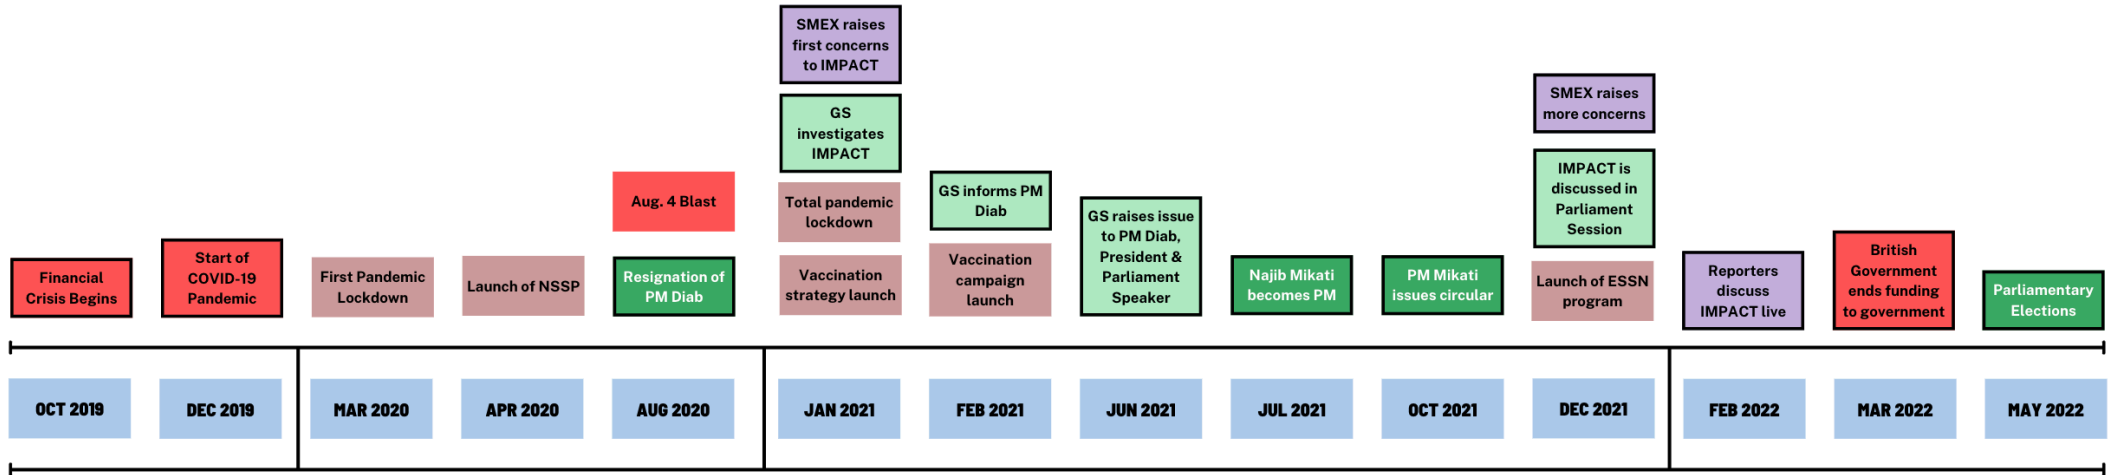 SMEX raises
first concerns
to IMPACT
GS
investigates
IMPACT
Total pandemic
lockdown
Vaccination
strategy launch
SMEX raises
more concerns
IMPACT is
discussed in
Parliament
Session
Launch of ESSN
program
Aug. 4 Blast
Resignation of
PM Diab
GS informs PM
Diab
Vaccination
campaign
launch
GS raises issue
to PM Diab,
President &
Parliament
Speaker
Financial
Crisis Begins
Start of
COVID-19
Pandemic
First Pandemic
Lockdown
Launch of NSSP
Najib Mikati
becomes PM
PM Mikati
issues circular
Reporters
discuss
IMPACT live
British
Government
ends funding
to government
Parliamentary
Elections
OCT 2019
DEC 2019
MAR 2020
APR 2020
AUG 2020
JAN 2021
FEB 2021
JUN 2021
JUL 2021
OCT 2021
DEC 2021
FEB 2022
MAR 2022
MAY 2022